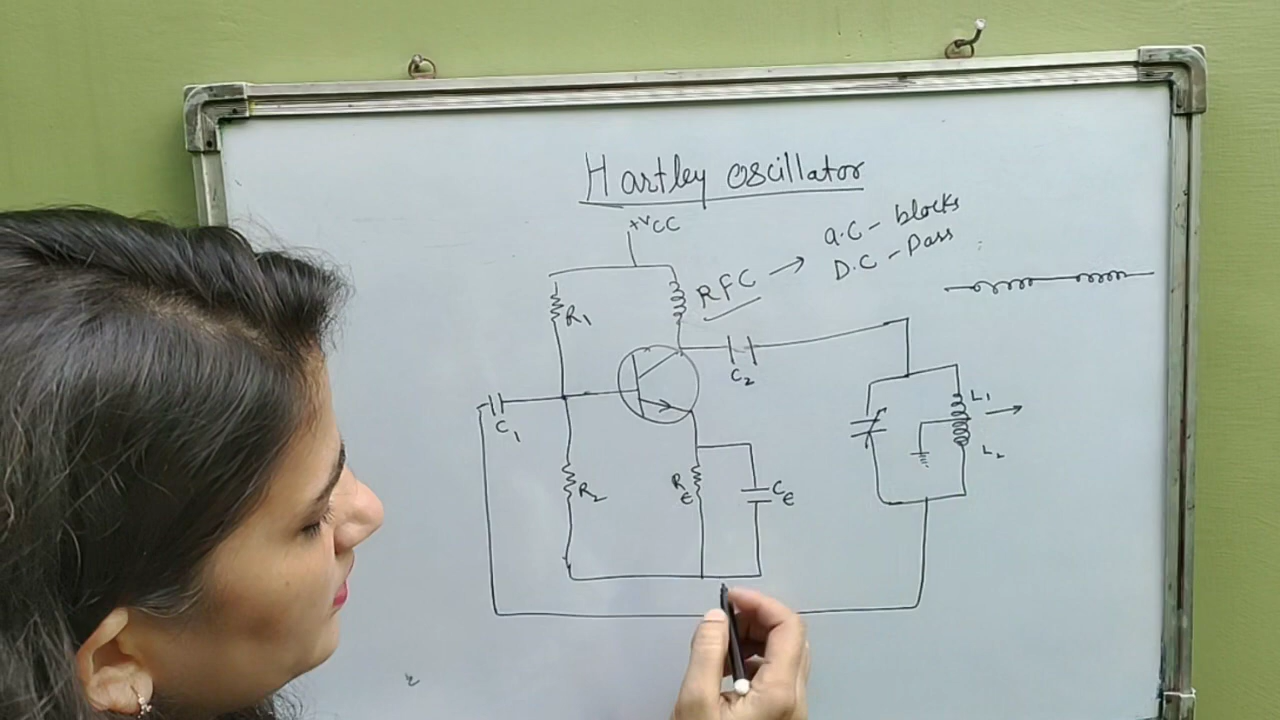 Hartley oscillator
+VCC
a.c - blocks
D.C - Pass
RFC
R1
C2
L1
C1
L2
R2
RE
CE